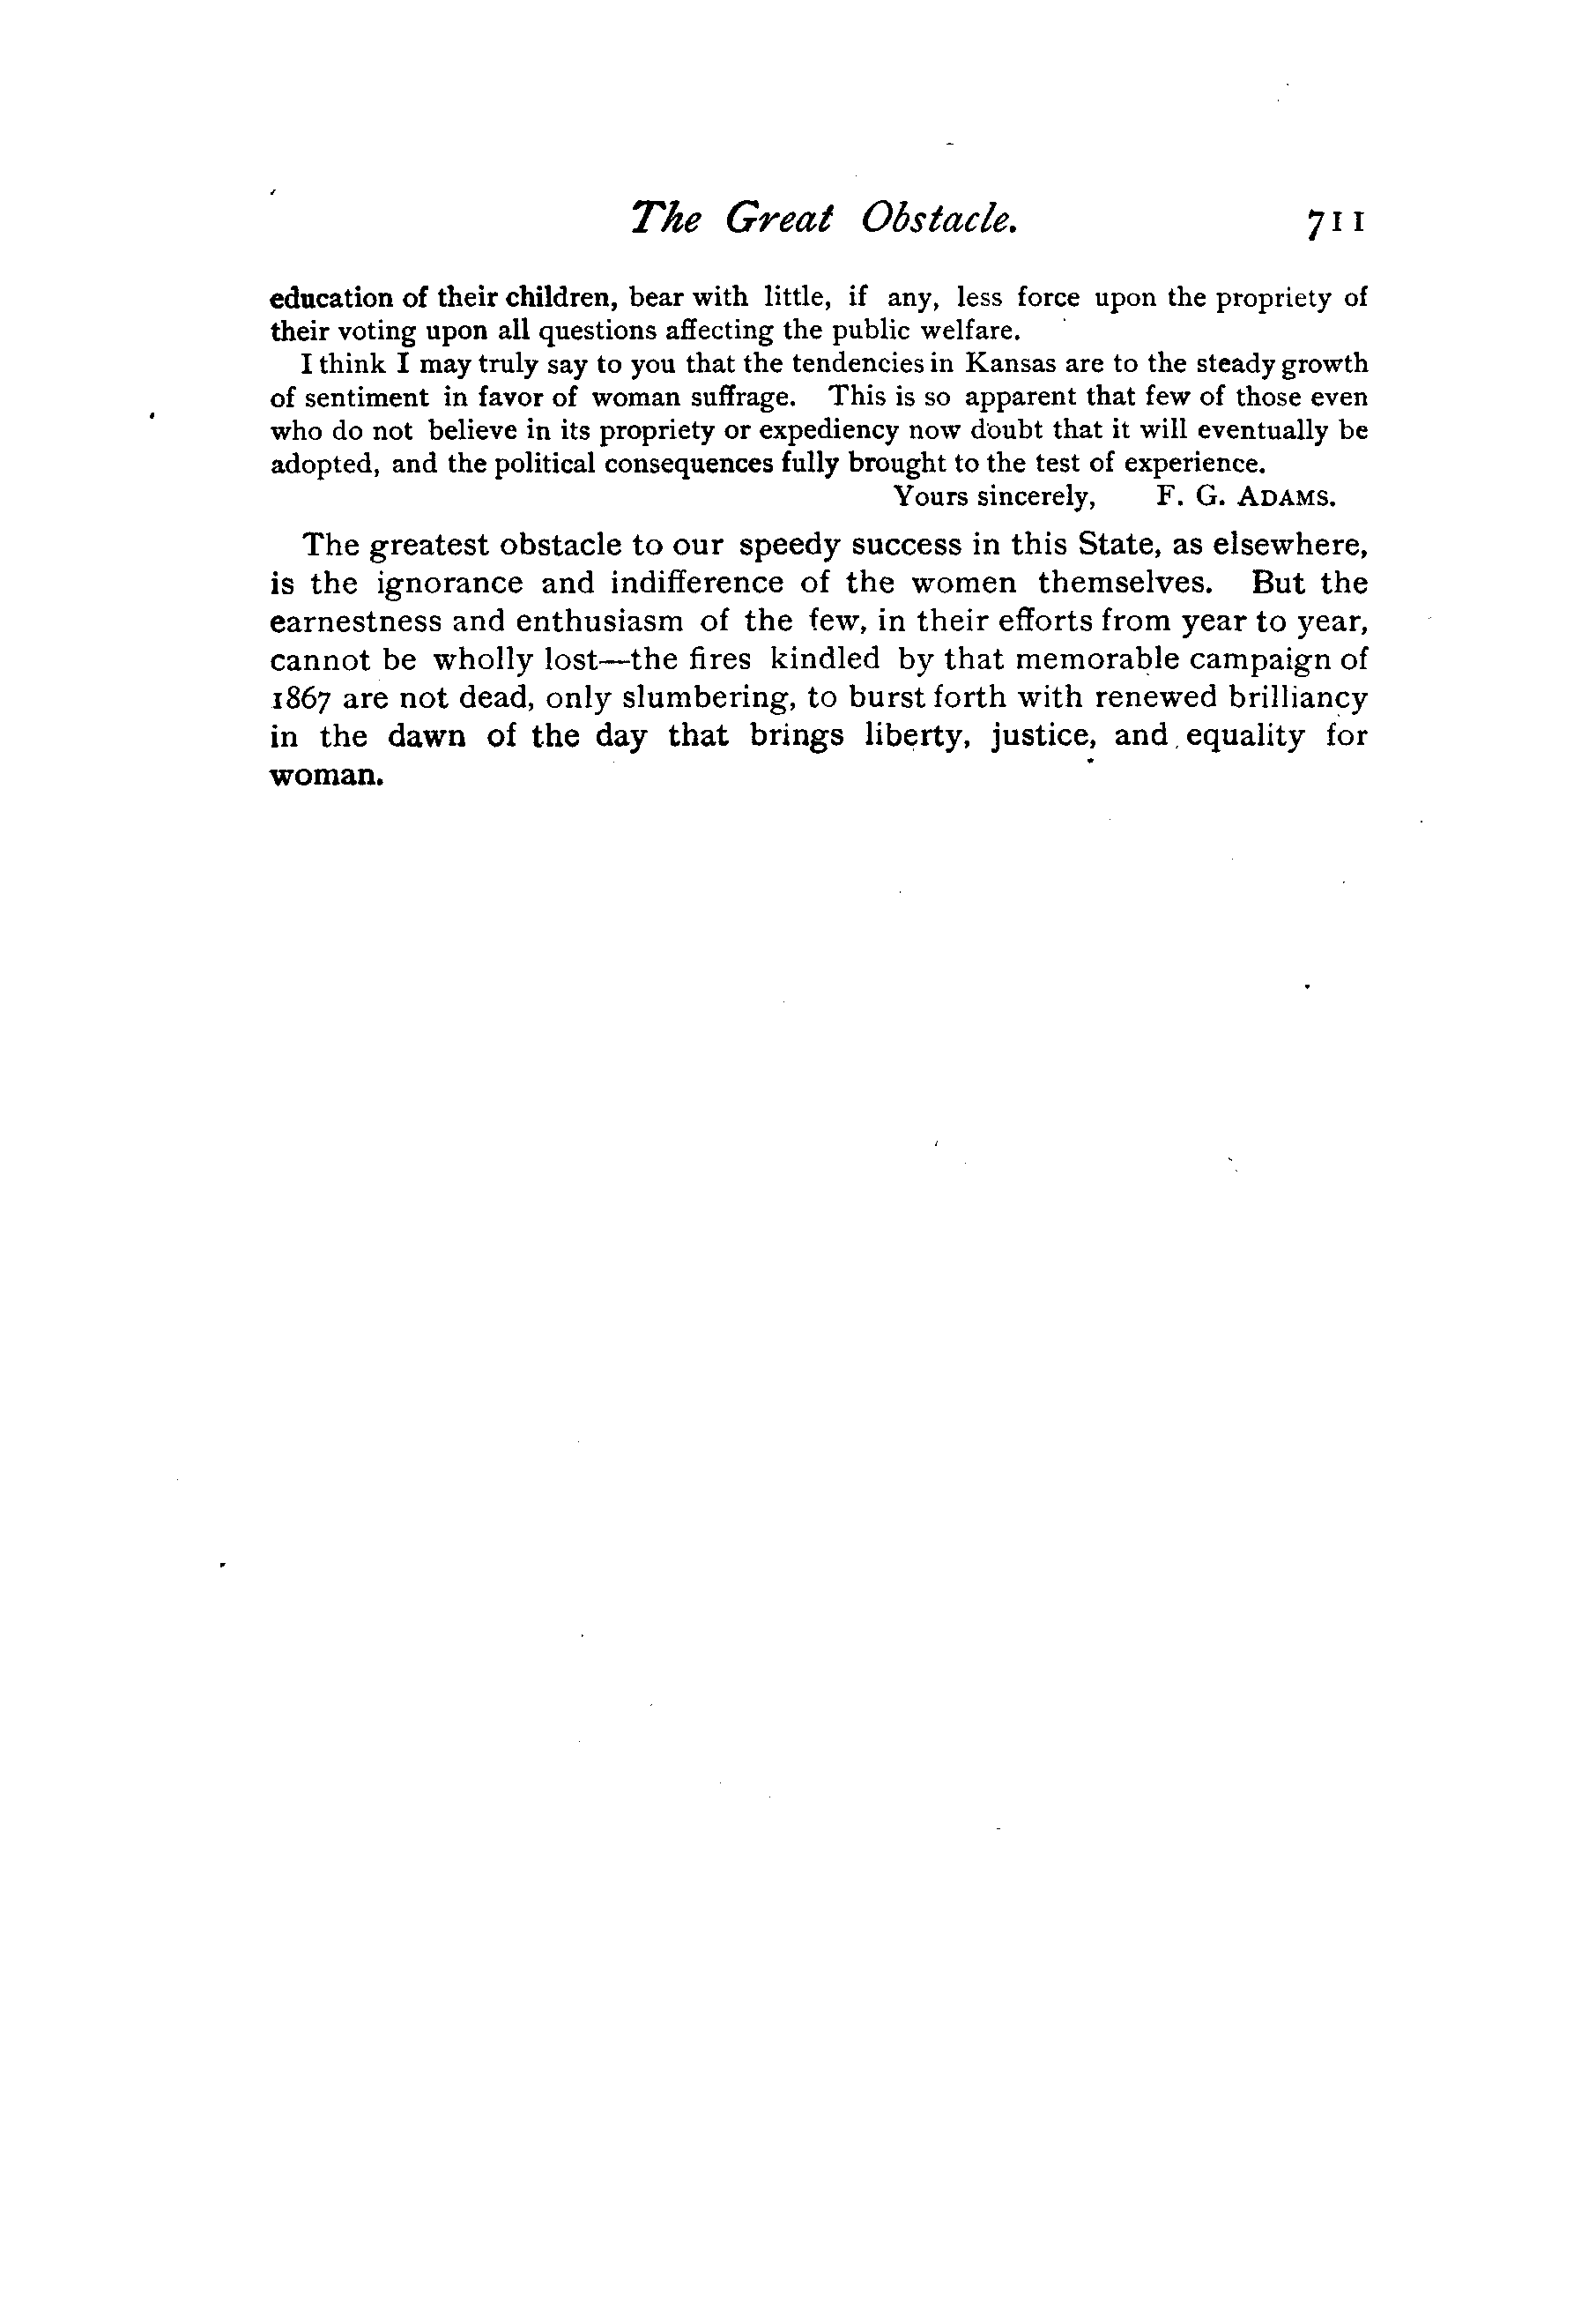 The Great Obstacle. 711
education of their children, bear with little, if any, less force upon the propriety of
their voting upon all questions affecting the public welfare.
I think I may truly say to you that the tendencies in Kansas are to the steady growth
of sentiment in favor of woman suffrage. This is so apparent that few of those even
who do not believe in its propriety or expediency now doubt that it will eventually be
adopted, and the political consequences fully brought to the test of experience.
Yours sincerely, F. G. ADAMS.
The greatest obstacle to our speedy success in this State, as elsewhere,
is the ignorance and indifference of the women themselves. But the
earnestness and enthusiasm of the few, in their efforts from year to year,
cannot be wholly lost—the fires kindled by that memorable campaign of
1867 are not dead, only slumbering, to burst forth with renewed brilliancy
in the dawn of the day that brings liberty, justice, and equality for
woman.